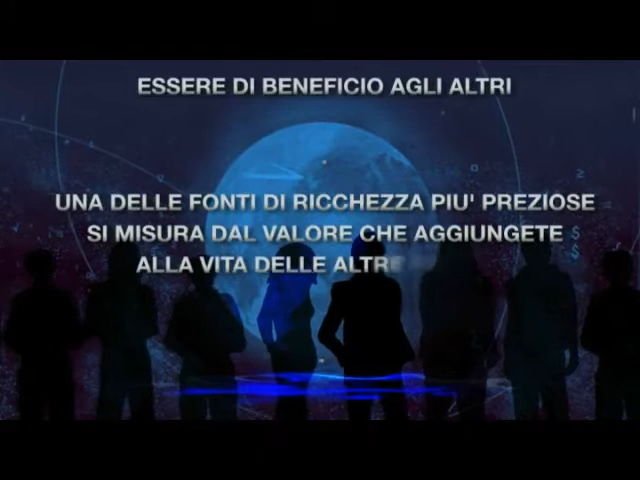 ESSERE DI BENEFICIO AGLI ALTRI
UNA DELLE FONTI DI RICCHEZZA PIU' PREZIOSE
SI MISURA DAL VALORE CHE AGGIUNGETE
ALLA VITA DELLE ALTRE